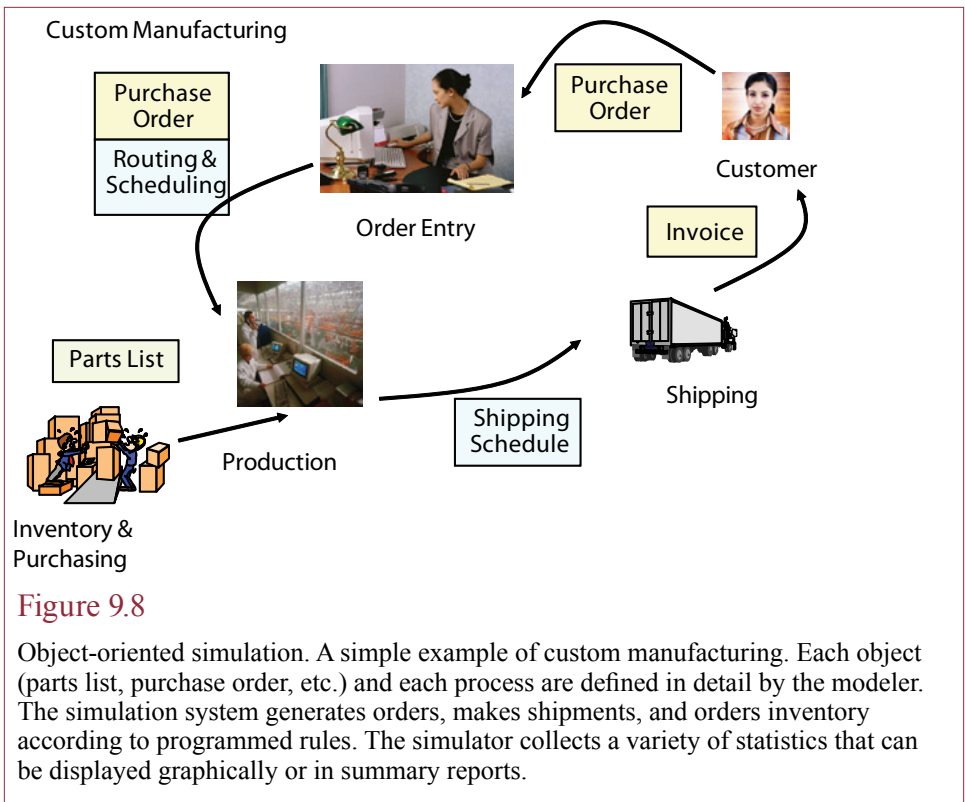 Custom Manufacturing
Purchase
Order
Routing &
Scheduling
Purchase
Order
Customer
Order Entry
Invoice
Parts List
Shipping
Shipping
Schedule
Production
Inventory &
Purchasing
Figure 9.8
Object-oriented simulation. A simple example of custom manufacturing. Each object
(parts list, purchase order, etc.) and each process are defined in detail by the modeler.
The simulation system generates orders, makes shipments, and orders inventory
according to programmed rules. The simulator collects a variety of statistics that can
be displayed graphically or in summary reports.